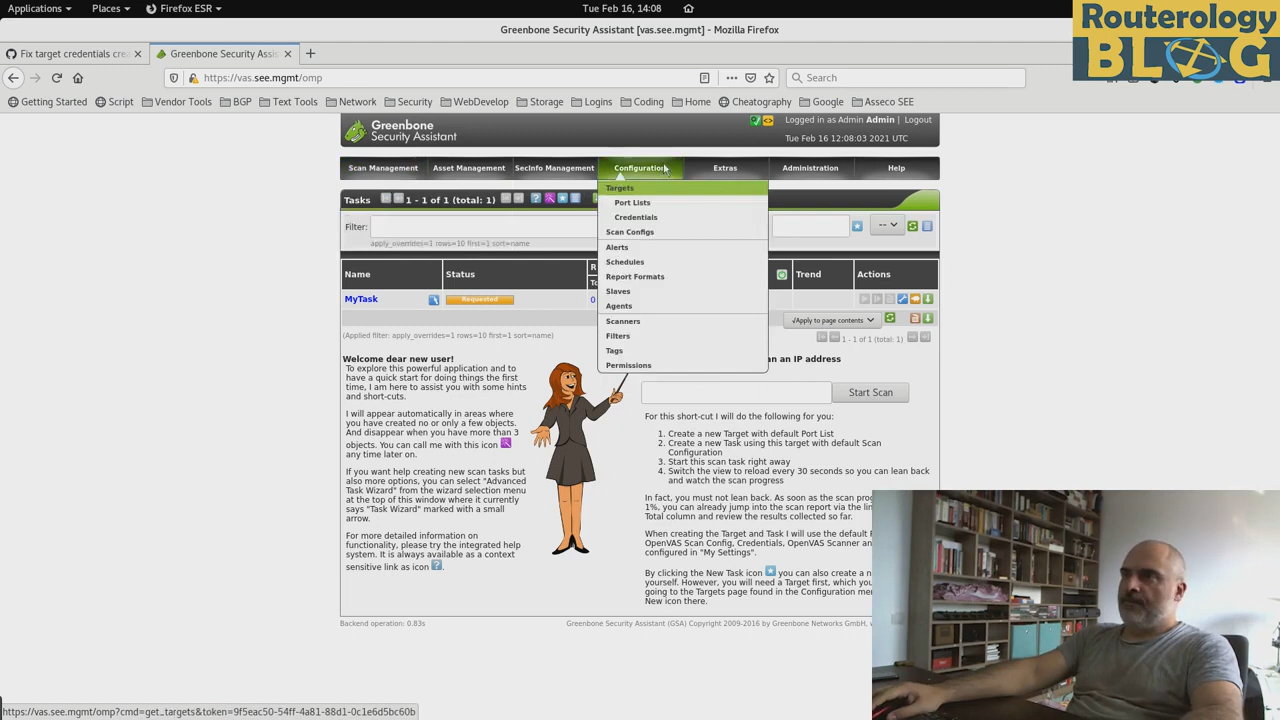 Applications
Places
Firefox ESR
Tue Feb 16, 14:08
Greenbone Security Assistant [vas.see.mgmt] - Mozilla Firefox
Routerology
BLOG
Fix target credentials crea
Greenbone Security Assis
https://vas.see.mgmt/omp
Search
Getting Started
Script
Vendor Tools
BGP
Text Tools
Network
Security
WebDevelop
Storage
Logins
Coding
Home
Cheatography
Google
Asseco SEE
Greenbone
Security Assistant
Logged in as Admin Admin | Logout
Tue Feb 16 12:08:03 2021 UTC
Scan Management
Asset Management
SecInfo Management
Configuration
Extras
Administration
Help
Targets
Port Lists
Credentials
Scan Configs
Alerts
Schedules
Report Formats
Slaves
Agents
Scanners
Filters
Tags
Permissions
Tasks
1 - 1 of 1 (total: 1)
Filter:
--
apply_overrides=1 rows=10 first=1 sort=name
Name
Status
Trend
Actions
MyTask
Requested
0
√Apply to page contents
(Applied filter: apply_overrides=1 rows=10 first=1 sort=name)
1 - 1 of 1 (total: 1)
Welcome dear new user!
To explore this powerful application and to
have a quick start for doing things the first
time, I am here to assist you with some hints
and short-cuts.
I will appear automatically in areas where
you have created no or only a few objects.
And disappear when you have more than 3
objects. You can call me with this icon
any time later on.
If you want help creating new scan tasks but
also more options, you can select "Advanced
Task Wizard" from the wizard selection menu
at the top of this window where it currently
says "Task Wizard" marked with a small
arrow.
For more detailed information on
functionality, please try the integrated help
system. It is always available as a context
sensitive link as icon
an IP address
Start Scan
For this short-cut I will do the following for you:
1. Create a new Target with default Port List
2. Create a new Task using this target with default Scan
Configuration
3. Start this scan task right away
4. Switch the view to reload every 30 seconds so you can lean back
and watch the scan progress
In fact, you must not lean back. As soon as the scan pro
1%, you can already jump into the scan report via the lin
Total column and review the results collected so far.
When creating the Target and Task I will use the default P
OpenVAS Scan Config, Credentials, OpenVAS Scanner an
configured in "My Settings".
By clicking the New Task icon you can also create a n
yourself. However, you will need a Target first, which you
going to the Targets page found in the Configuration me
New icon there.
Backend operation: 0.83s
Greenbone Security Assistant (GSA) Copyright 2009-2016 by Greenbone Networks GmbH,
https://vas.see.mgmt/omp?cmd=get_targets&token=9f5eac50-54ff-4a81-88d1-0c1e6d5bc60b